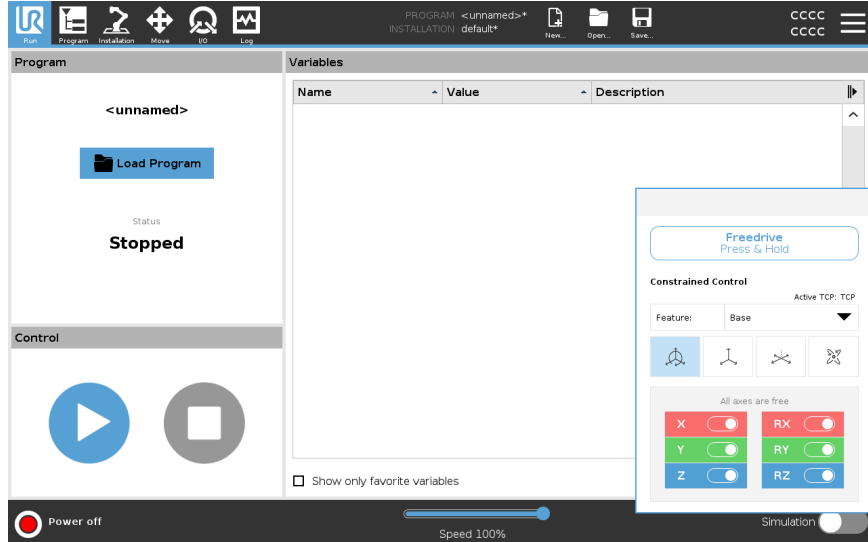 UR
Run
Program
Installation
Move
I/O
Log
PROGRAM <unnamed>*
INSTALLATION default*
New...
Open...
Save...
CCCC
CCCC
Program
<unnamed>
Load Program
Status
Stopped
Control
Variables
Name Value Description
Show only favorite variables
Freedrive
Press & Hold
Constrained Control
Active TCP: TCP
Feature: Base
All axes are free
X RX
Y RY
Z RZ
Power off
Speed 100%
Simulation